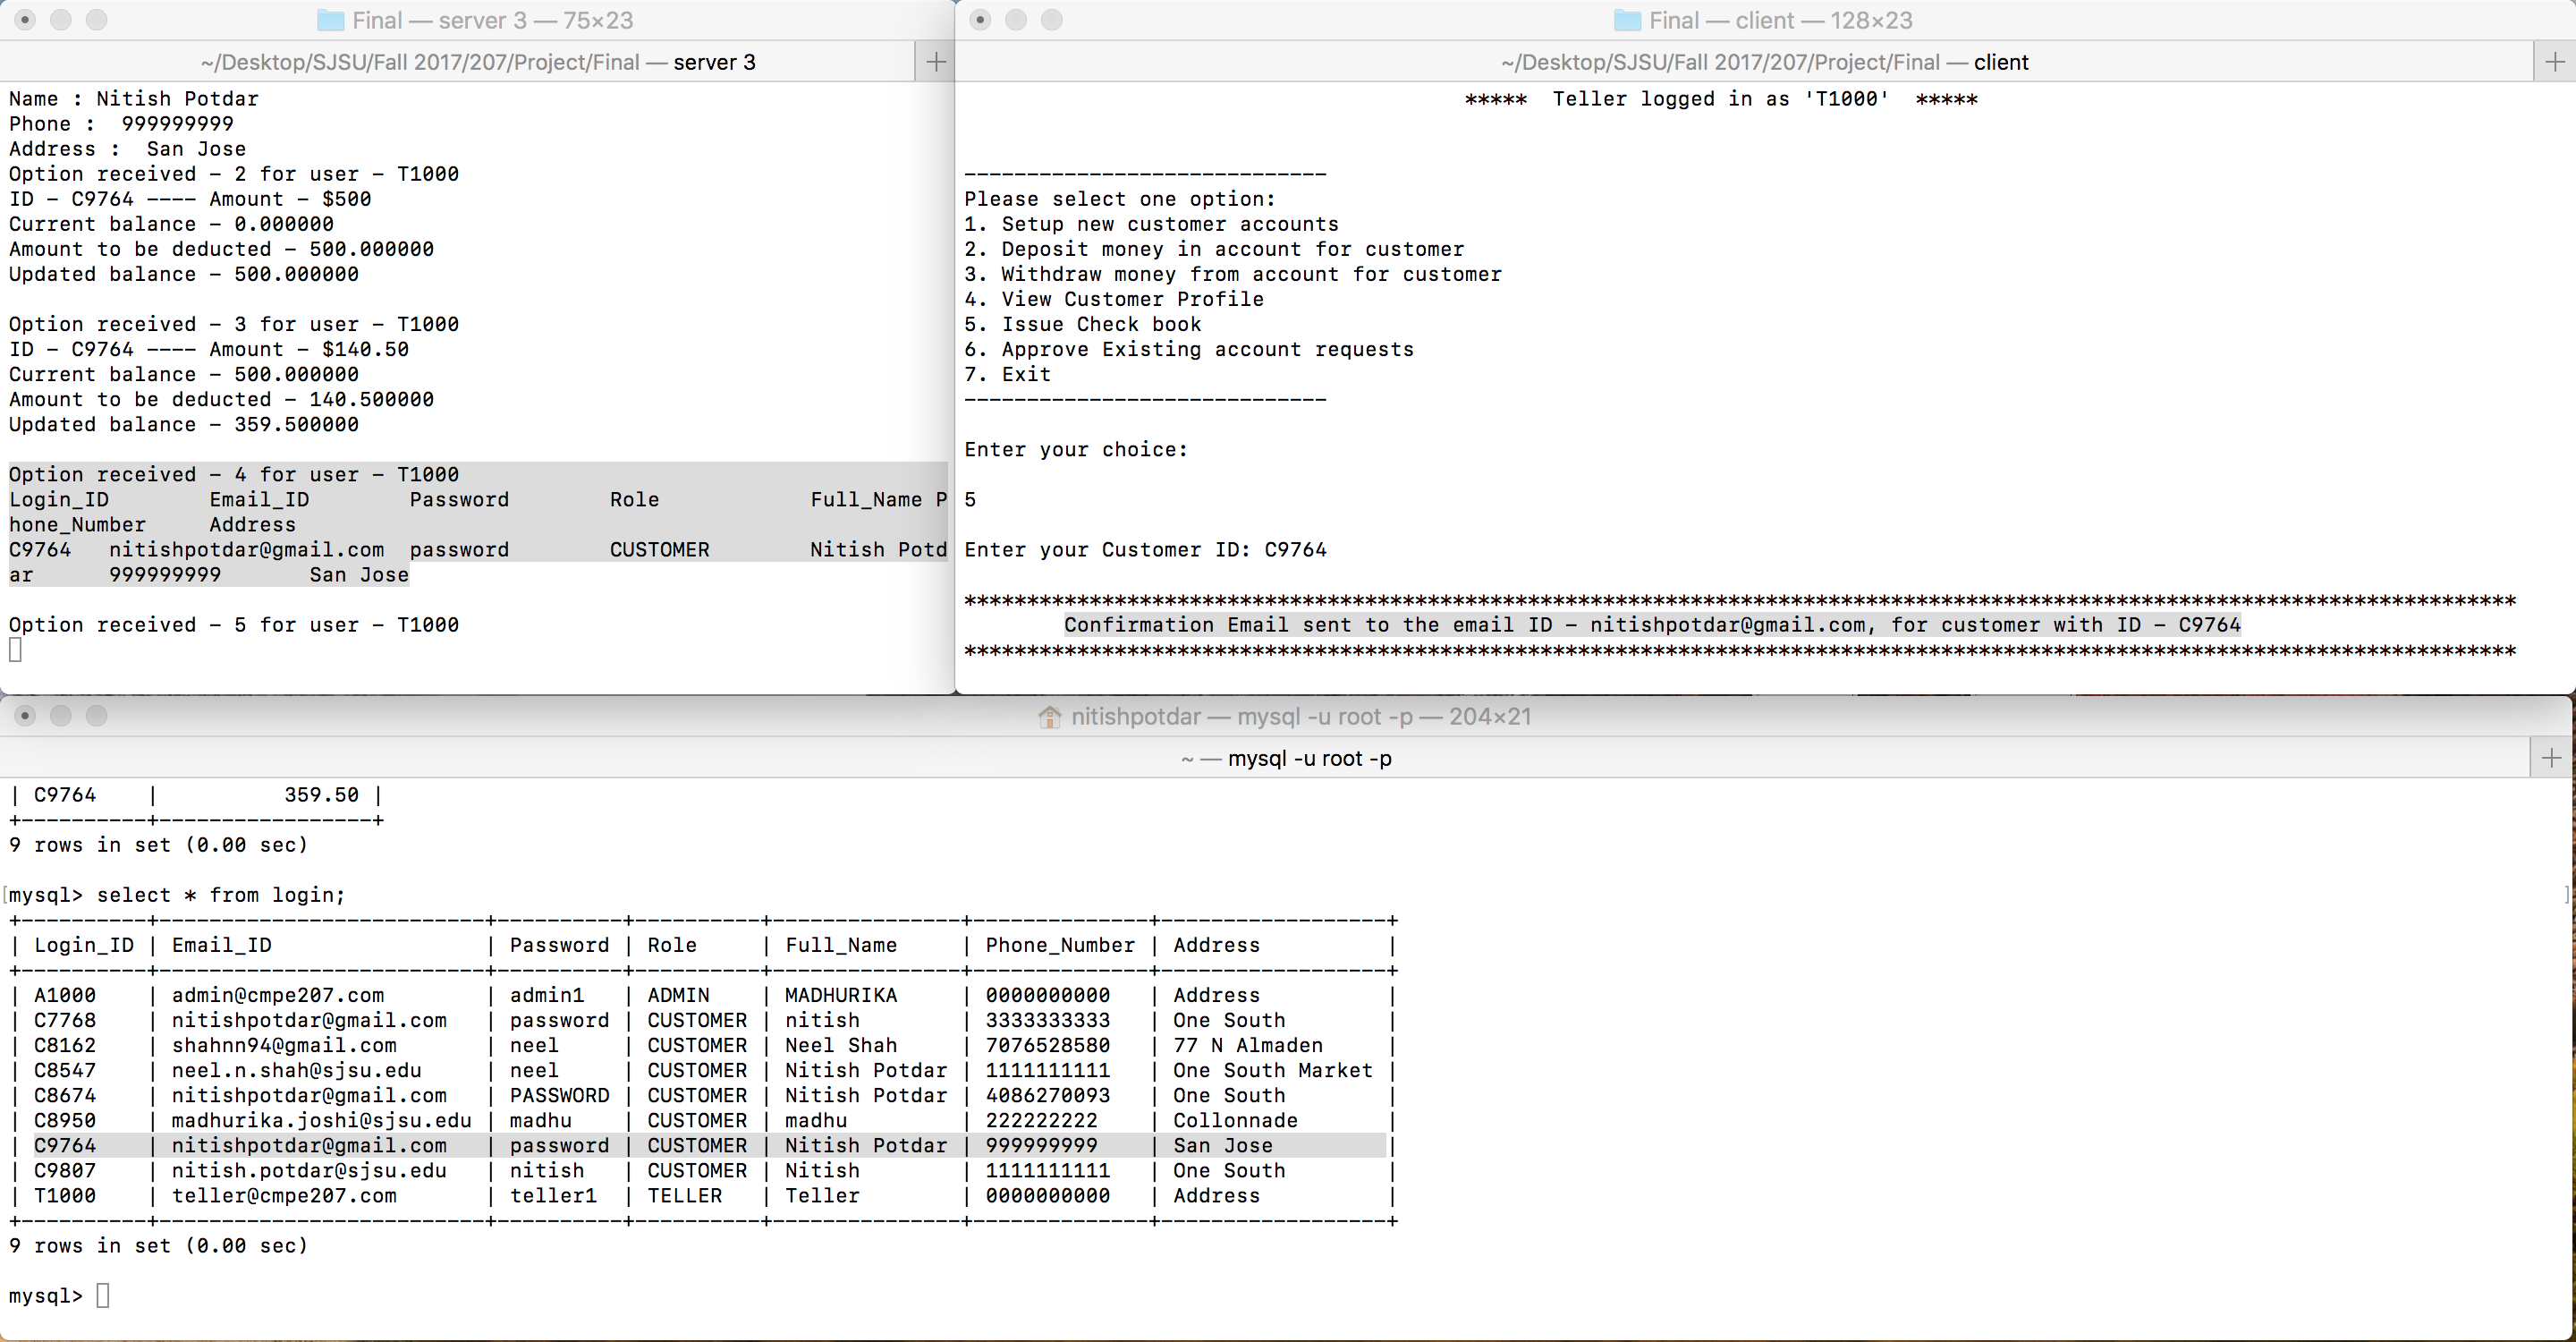 Final — server 3 — 75×23
~/Desktop/SJSU/Fall 2017/207/Project/Final — server 3
Name : Nitish Potdar
Phone :  999999999
Address :  San Jose
Option received - 2 for user - T1000
ID - C9764 ---- Amount - $500
Current balance - 0.000000
Amount to be deducted - 500.000000
Updated balance - 500.000000
Option received - 3 for user - T1000
ID - C9764 ---- Amount - $140.50
Current balance - 500.000000
Amount to be deducted - 140.500000
Updated balance - 359.500000
Option received - 4 for user - T1000
Login_ID        Email_ID        Password        Role            Full_Name P
hone_Number     Address
C9764   nitishpotdar@gmail.com  password        CUSTOMER        Nitish Potd
ar      999999999       San Jose
Option received - 5 for user - T1000
Final — client — 128×23
~/Desktop/SJSU/Fall 2017/207/Project/Final — client
*****  Teller logged in as 'T1000'  *****
-----------------------------
Please select one option:
1. Setup new customer accounts
2. Deposit money in account for customer
3. Withdraw money from account for customer
4. View Customer Profile
5. Issue Check book
6. Approve Existing account requests
7. Exit
-----------------------------
Enter your choice:
5
Enter your Customer ID: C9764
****************************************************************************************************************************
Confirmation Email sent to the email ID - nitishpotdar@gmail.com, for customer with ID - C9764
****************************************************************************************************************************
nitishpotdar — mysql -u root -p — 204×21
~ — mysql -u root -p
| C9764    |          359.50 |
+----------+-----------------+
9 rows in set (0.00 sec)
[mysql> select * from login; ]
+----------+-------------------------+----------+----------+---------------+--------------+------------------+
| Login_ID | Email_ID                 | Password | Role     | Full_Name     | Phone_Number | Address          |
+----------+-------------------------+----------+----------+---------------+--------------+------------------+
| A1000    | admin@cmpe207.com        | admin1   | ADMIN    | MADHURIKA     | 0000000000   | Address          |
| C7768    | nitishpotdar@gmail.com   | password | CUSTOMER | nitish        | 3333333333   | One South        |
| C8162    | shahnn94@gmail.com       | neel     | CUSTOMER | Neel Shah     | 7076528580   | 77 N Almaden     |
| C8547    | neel.n.shah@sjsu.edu     | neel     | CUSTOMER | Nitish Potdar | 1111111111   | One South Market |
| C8674    | nitishpotdar@gmail.com   | PASSWORD | CUSTOMER | Nitish Potdar | 4086270093   | One South        |
| C8950    | madhurika.joshi@sjsu.edu | madhu    | CUSTOMER | madhu         | 222222222    | Collonnade       |
| C9764    | nitishpotdar@gmail.com   | password | CUSTOMER | Nitish Potdar | 999999999    | San Jose         |
| C9807    | nitish.potdar@sjsu.edu   | nitish   | CUSTOMER | Nitish        | 1111111111   | One South        |
| T1000    | teller@cmpe207.com       | teller1  | TELLER   | Teller        | 0000000000   | Address          |
+----------+-------------------------+----------+----------+---------------+--------------+------------------+
9 rows in set (0.00 sec)
mysql>